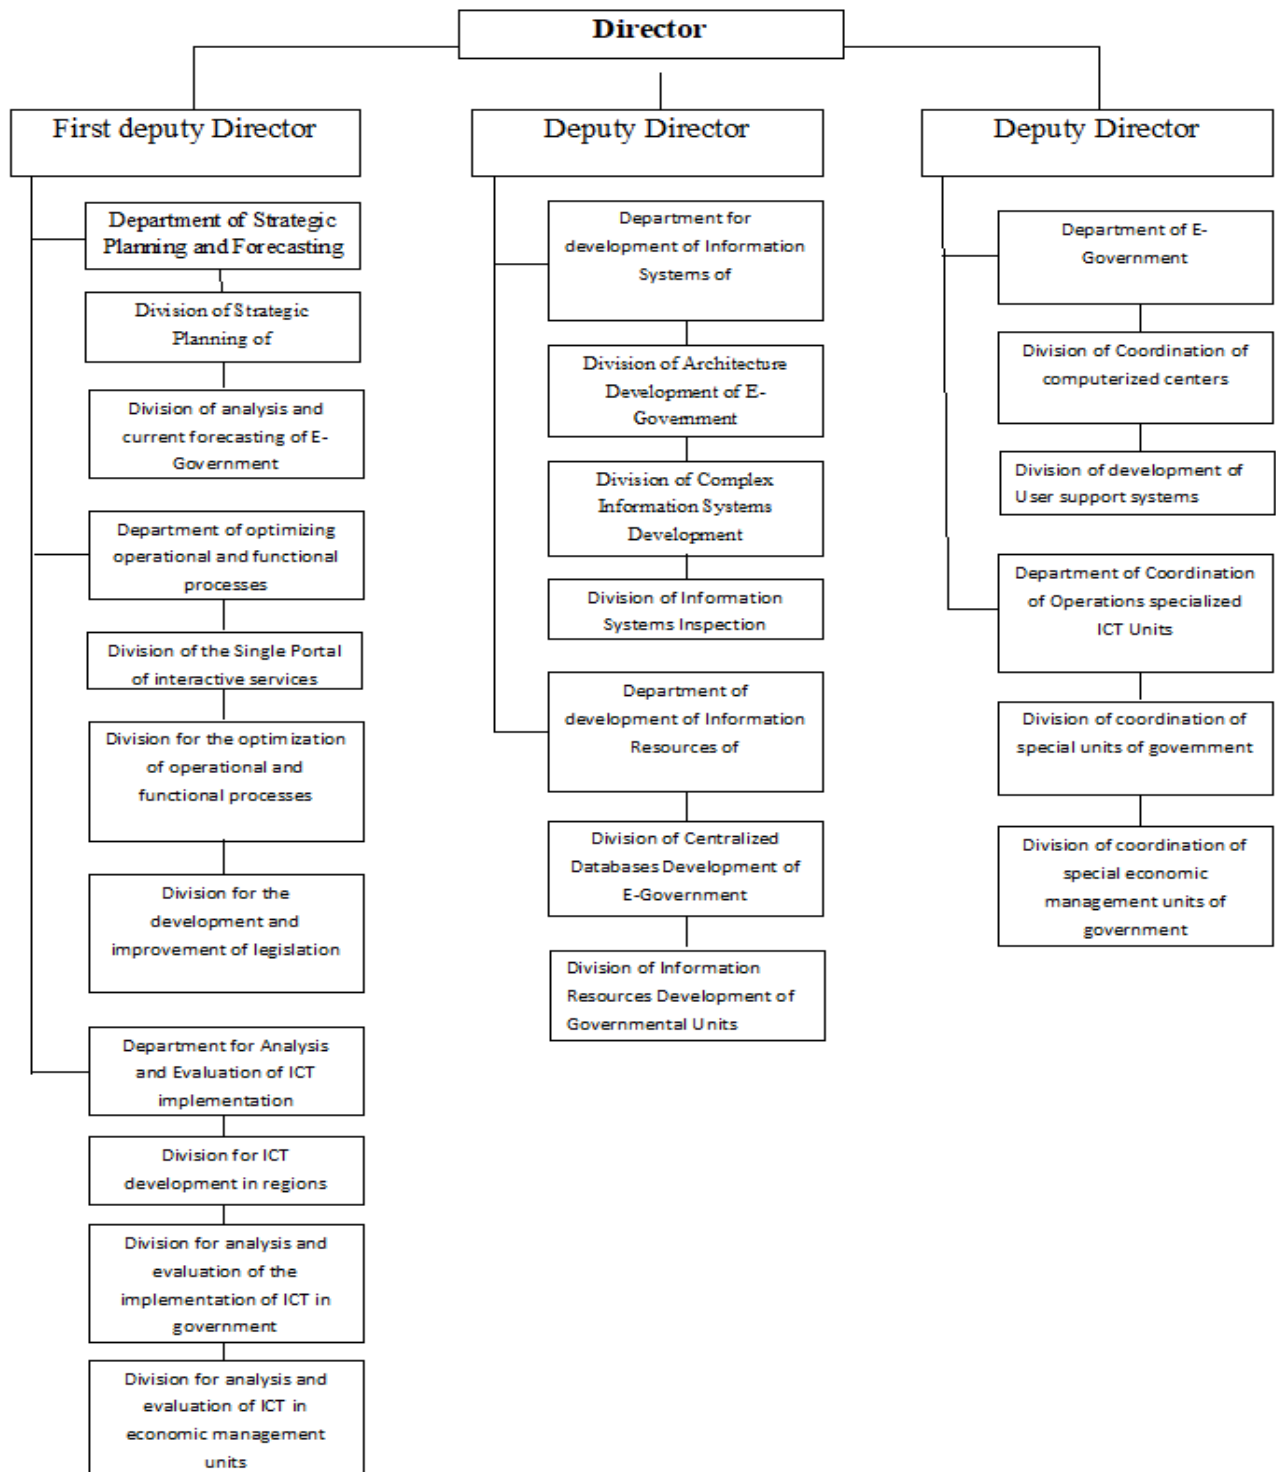 Director
First deputy Director
Department of Strategic
Planning and Forecasting
Division of Strategic
Planning of
Division of analysis and
current forecasting of E-
Government
Department of optimizing
operational and functional
processes
Division of the Single Portal
of interactive services
Division for the optimization
of operational and
functional processes
Division for the
development and
improvement of legislation
Department for Analysis
and Evaluation of ICT
implementation
Division for ICT
development in regions
Division for analysis and
evaluation of the
implementation of ICT in
government
Division for analysis and
evaluation of ICT in
economic management
units
Deputy Director
Department for
development of Information
Systems of
Division of Architecture
Development of E-
Government
Division of Complex
Information Systems
Development
Division of Information
Systems Inspection
Department of
development of Information
Resources of
Division of Centralized
Databases Development of
E-Government
Division of Information
Resources Development of
Governmental Units
Deputy Director
Department of E-
Government
Division of Coordination of
computerized centers
Division of development of
User support systems
Department of Coordination
of Operations specialized
ICT Units
Division of coordination of
special units of government
Division of coordination of
special economic
management units of
government